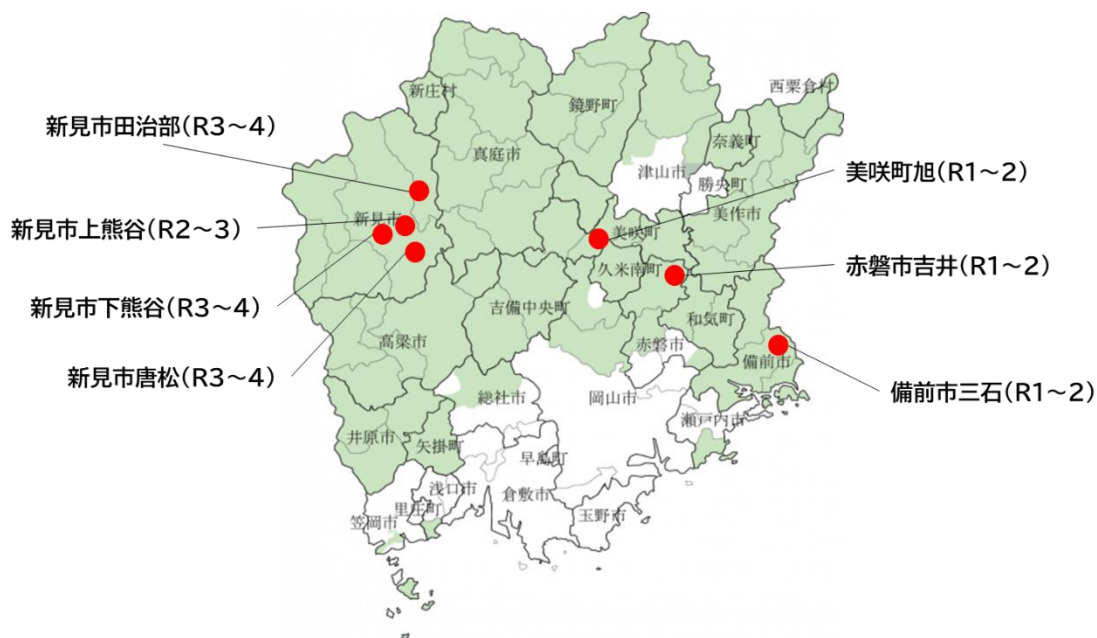 新見市田治部(R3～4)
新見市上熊谷(R2～3)
新見市下熊谷(R3～4)
新見市唐松(R3～4)
美咲町旭(R1～2)
赤磐市吉井(R1～2)
備前市三石(R1～2)
西粟倉村
新庄村
鏡野町
奈義町
真庭市
津山市
勝央町
美作市
新見市
美咲町
久米南町
吉備中央町
和気町
高梁市
赤磐市
備前市
総社市
岡山市
瀬戸内市
井原市
矢掛町
早島町
浅口市
倉敷市
里庄町
笠岡市
玉野市